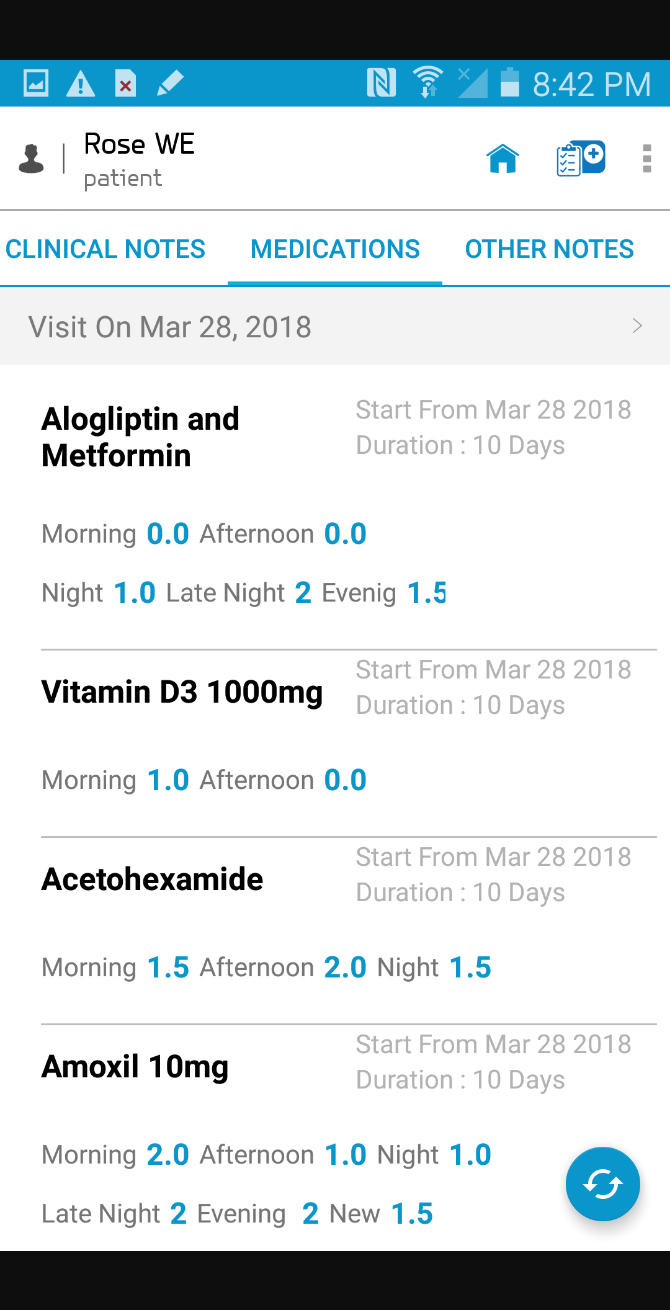 8:42 PM
Rose WE
patient
CLINICAL NOTES MEDICATIONS OTHER NOTES
Visit On Mar 28, 2018
Alogliptin and
Metformin
Start From Mar 28 2018
Duration : 10 Days
Morning 0.0 Afternoon 0.0
Night 1.0 Late Night 2 Evenig 1.5
Vitamin D3 1000mg
Start From Mar 28 2018
Duration : 10 Days
Morning 1.0 Afternoon 0.0
Acetohexamide
Start From Mar 28 2018
Duration : 10 Days
Morning 1.5 Afternoon 2.0 Night 1.5
Amoxil 10mg
Start From Mar 28 2018
Duration : 10 Days
Morning 2.0 Afternoon 1.0 Night 1.0
Late Night 2 Evening 2 New 1.5